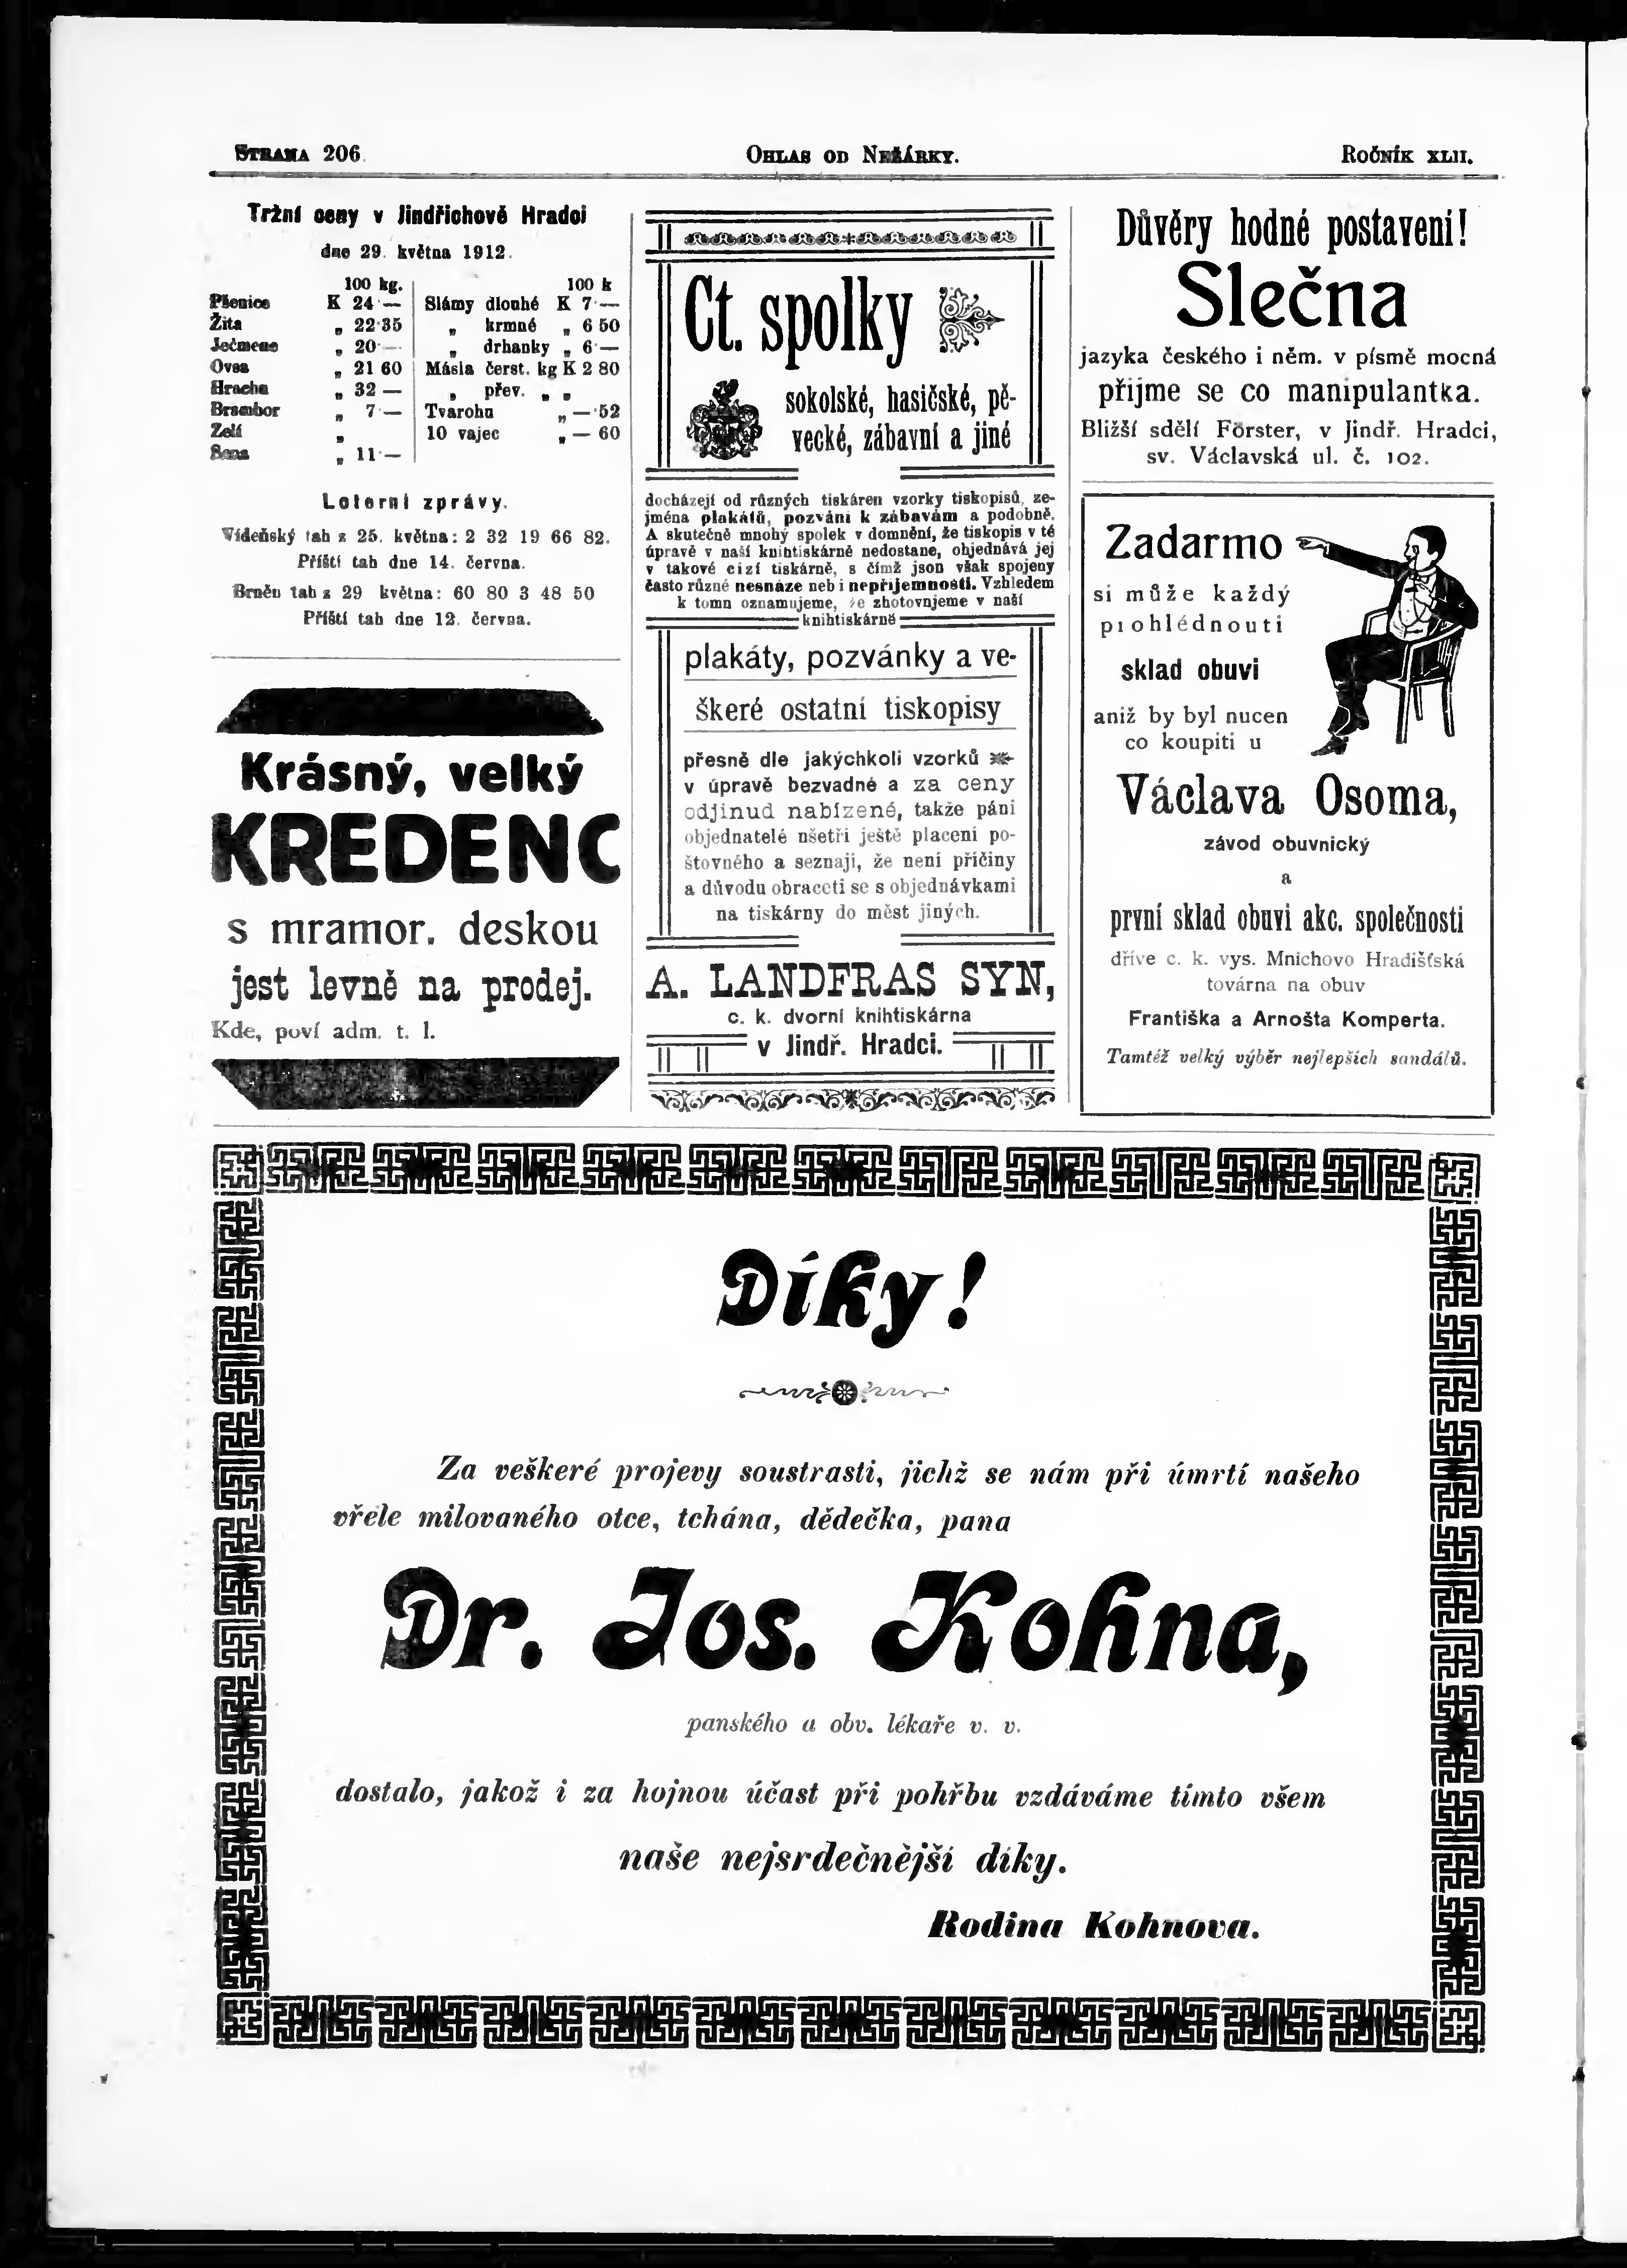 Strana 206.
Ohlas od Nežárky.
Ročník XLII.
Tržní ceny v Jindřichově Hradci
dne 29. května 1912.
100 kg.
Pšenice K 24·—
Žita „ 22·35
Ječmene „ 20·—
Ovsa „ 21 60
Hrachu „ 32 —
Brambor „ 7·—
Zelí „
Sena „ 11·—
100 k
Slámy dlouhé K 7·—
„ krmné „ 6 50
„ drhanky „ 6·—
Másla čerst. kg K 2 80
„ přev. „ „
Tvarohu „ —·52
10 vajec „ — 60
Loterní zprávy.
Vídeňský tah z 25. května: 2 32 19 66 82.
Příští tah dne 14. června.
Brněn tah z 29 května: 60 80 3 48 50
Příští tah dne 12. června.
Krásný, velký
KREDENC
s mramor. deskou
jest levně na prodej.
Kde, poví adm. t. l.
Ct. spolky
sokolské, hasičské, pě-
vecké, zábavní a jiné
docházejí od různých tiskáren vzorky tiskopisů, ze-
jména plakátů, pozvání k zábavám a podobně.
A skutečně mnohý spolek v domnění, že tiskopis v té
úpravě v naší knihtiskárně nedostane, objednává jej
v takové cizí tiskárně, s čímž jsou však spojeny
často různé nesnáze neb i nepříjemnosti. Vzhledem
k tomu oznamujeme, že zhotovujeme v naší
knihtiskárně
plakáty, pozvánky a ve-
škeré ostatní tiskopisy
přesně dle jakýchkoli vzorků
v úpravě bezvadné a za ceny
odjinud nabízené, takže páni
objednatelé ušetří ještě placení po-
štovného a seznají, že není příčiny
a důvodu obraceti se s objednávkami
na tiskárny do měst jiných.
A. LANDFRAS SYN,
c. k. dvorní knihtiskárna
v Jindř. Hradci.
Důvěry hodné postavení!
Slečna
jazyka českého i něm. v písmě mocná
přijme se co manipulantka.
Bližší sdělí Förster, v Jindř. Hradci,
sv. Václavská ul. č. 102.
Zadarmo
si může každý
prohlédnouti
sklad obuvi
aniž by byl nucen
co koupiti u
Václava Osoma,
závod obuvnický
a
první sklad obuvi akc. společnosti
dříve c. k. vys. Mnichovo Hradišťská
továrna na obuv
Františka a Arnošta Komperta.
Tamtéž velký výběr nejlepších sandálů.
Díky!
Za veškeré projevy soustrasti, jichž se nám při úmrtí našeho
vřele milovaného otce, tchána, dědečka, pana
Dr. Jos. Kohna,
panského a obv. lékaře v. v.
dostalo, jakož i za hojnou účast při pohřbu vzdáváme tímto všem
naše nejsrdečnější díky.
Rodina Kohnova.